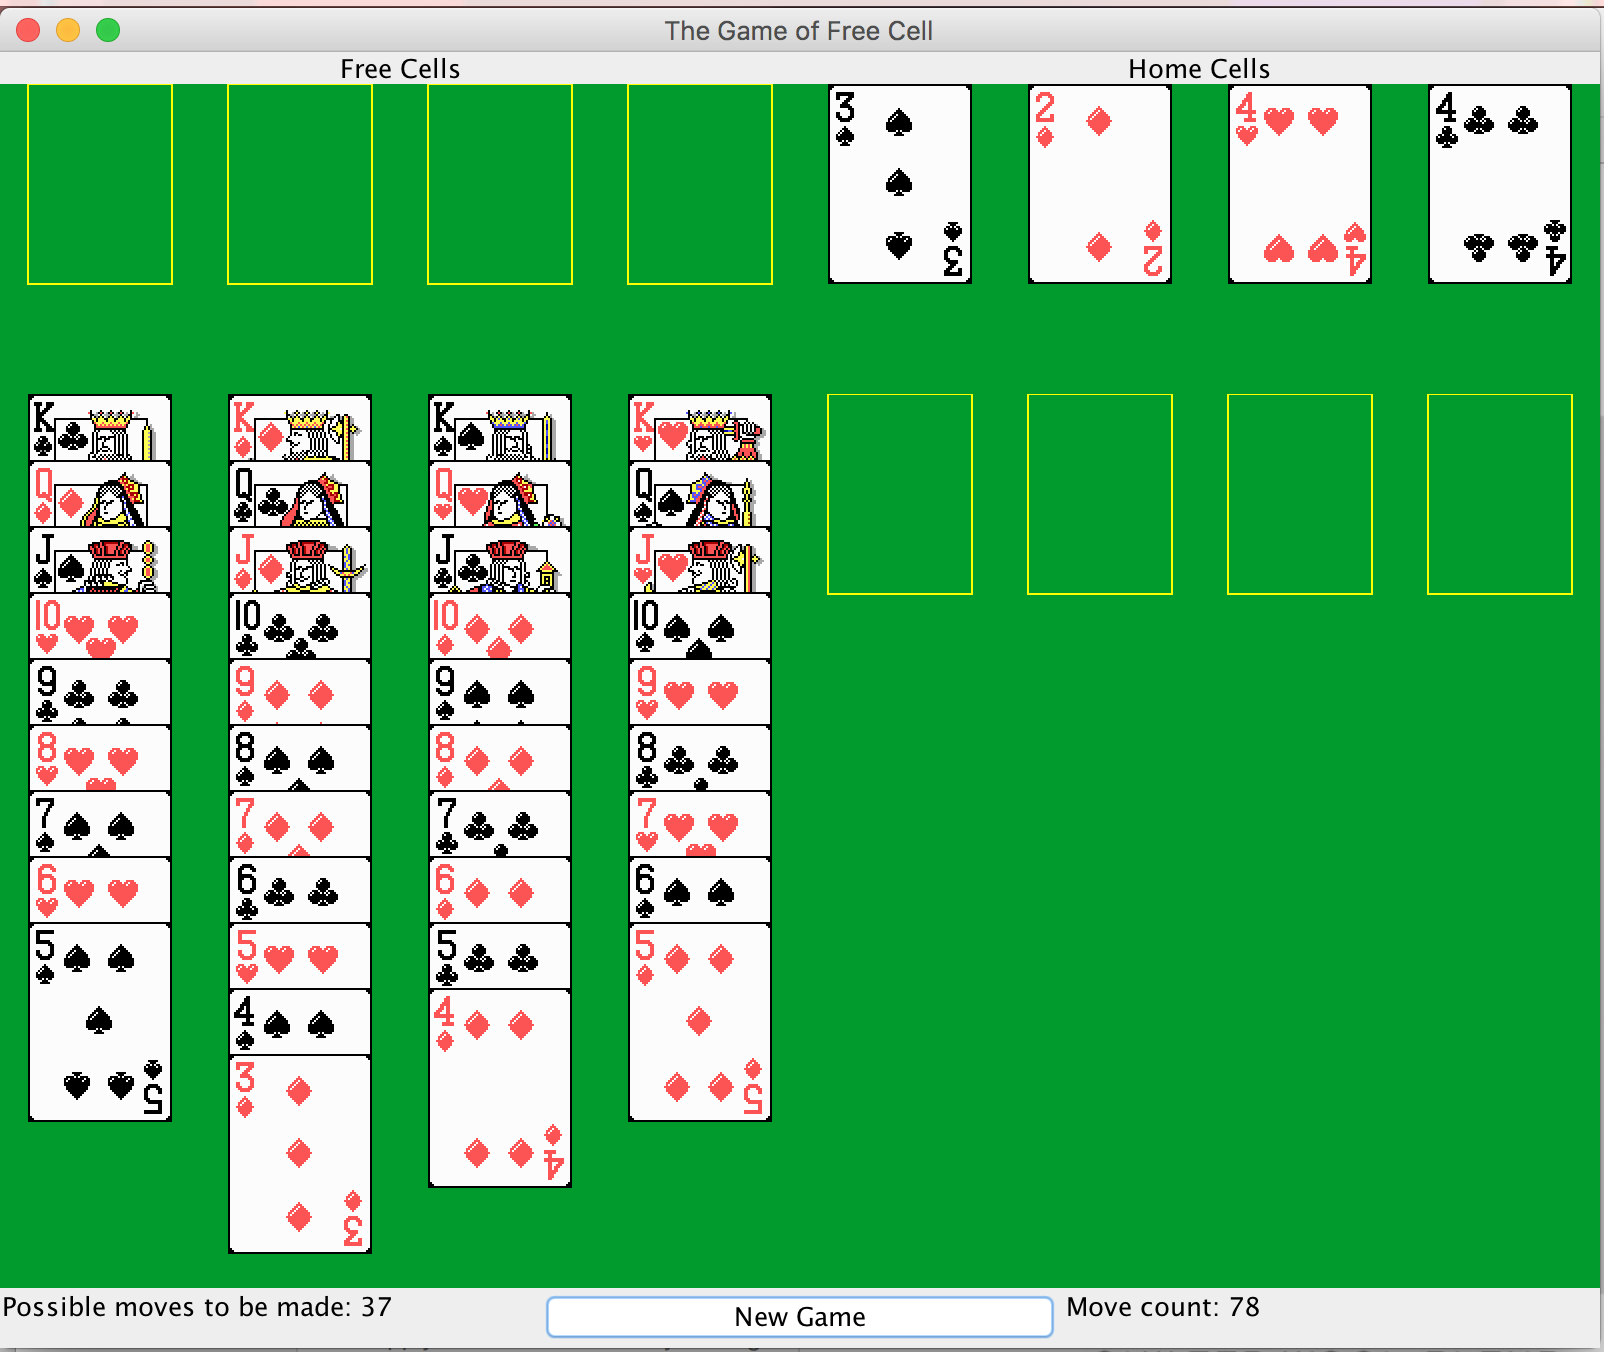 The Game of Free Cell
Free Cells
Home Cells
3 2 4 4
3 2 4 4
K K K K
Q Q Q Q
J J J J
10 10 10 10
9 9 9 9
8 8 8 8
7 7 7 7
6 6 6 6
5 5 5 5
4 4
3
5 5
4
3
Possible moves to be made: 37
New Game
Move count: 78